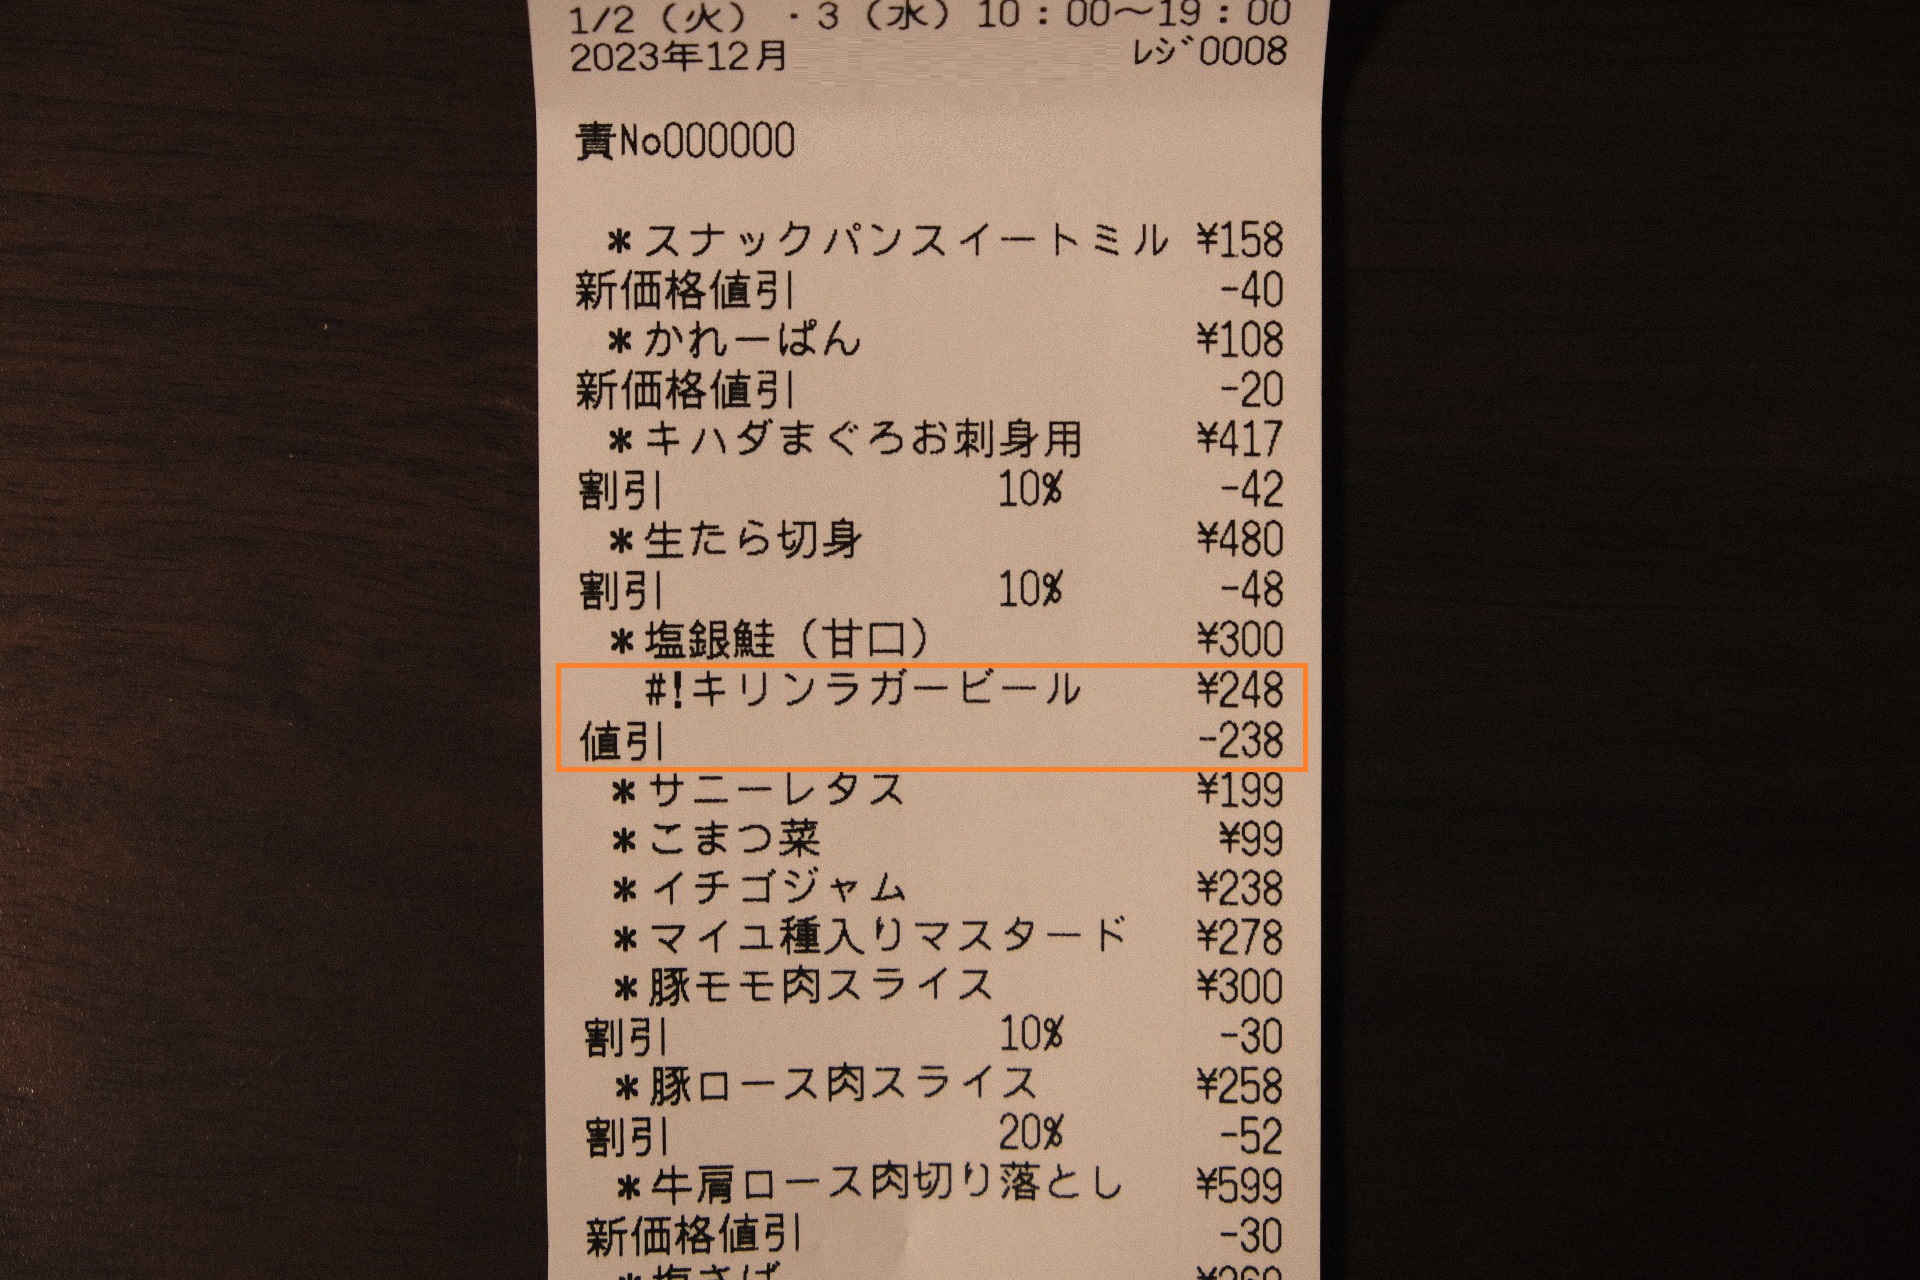 1/2（火）・3（水）10：00～19：00
2023年12月 ﾚｼﾞ0008
責No000000
＊スナックパンスイートミル ¥158
新価格値引 -40
＊かれーぱん ¥108
新価格値引 -20
＊キハダまぐろお刺身用 ¥417
割引 10% -42
＊生たら切身 ¥480
割引 10% -48
＊塩銀鮭（甘口） ¥300
#!キリンラガービール ¥248
値引 -238
＊サニーレタス ¥199
＊こまつ菜 ¥99
＊イチゴジャム ¥238
＊マイユ種入りマスタード ¥278
＊豚モモ肉スライス ¥300
割引 10% -30
＊豚ロース肉スライス ¥258
割引 20% -52
＊牛肩ロース肉切り落とし ¥599
新価格値引 -30
＊塩さば